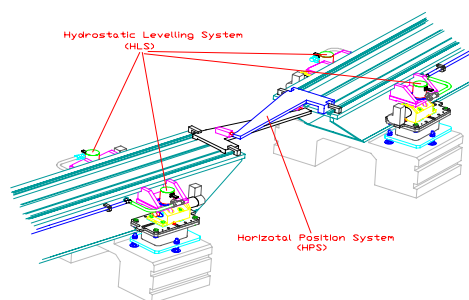 Hydrostatic Levelling System
(HLS)
Horizotal Position System
(HPS)